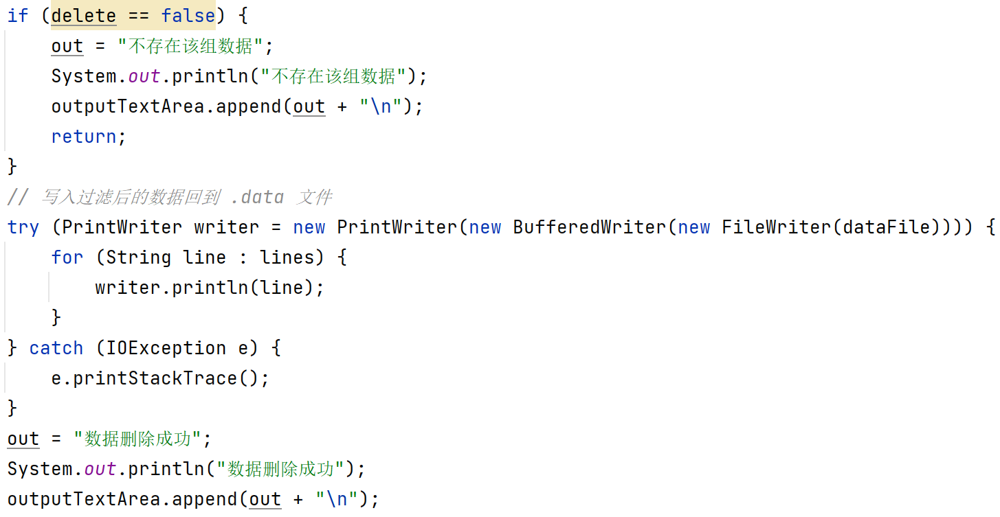 if (delete == false) {
    out = "不存在该组数据";
    System.out.println("不存在该组数据");
    outputTextArea.append(out + "\n");
    return;
}
// 写入过滤后的数据回到 .data 文件
try (PrintWriter writer = new PrintWriter(new BufferedWriter(new FileWriter(dataFile)))) {
    for (String line : lines) {
        writer.println(line);
    }
} catch (IOException e) {
    e.printStackTrace();
}
out = "数据删除成功";
System.out.println("数据删除成功");
outputTextArea.append(out + "\n");